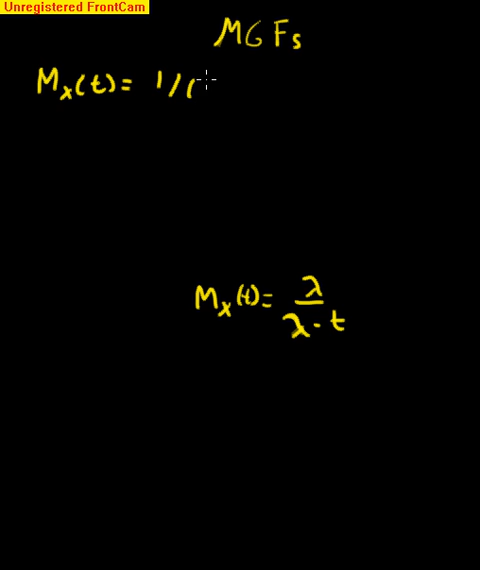 Unregistered FrontCam
MGFs
Mx(t) = 1/(
Mx(t) = λ/(λ - t)